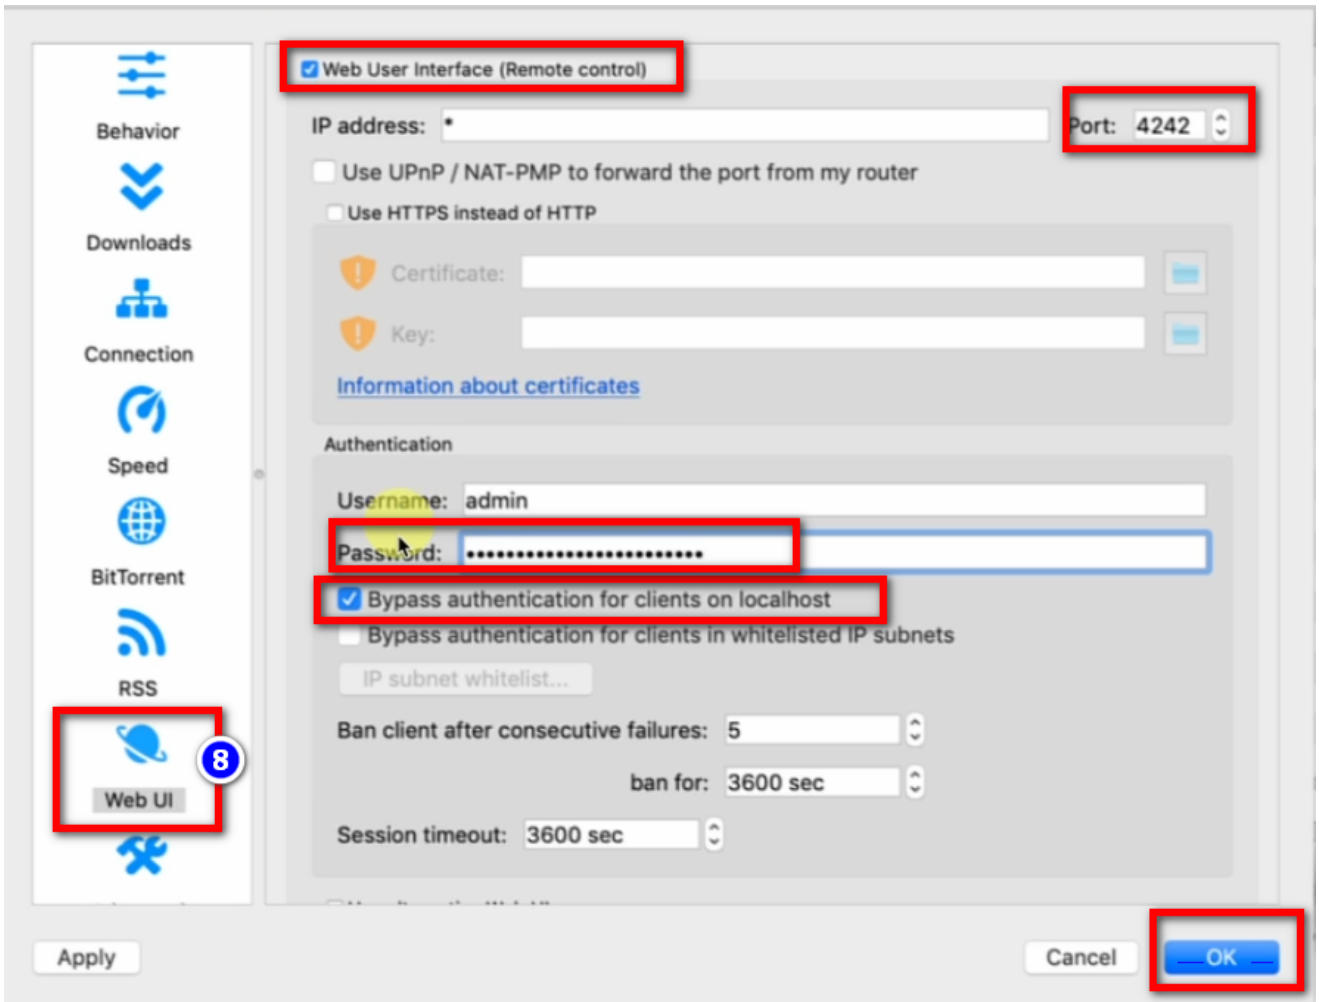 Web User Interface (Remote control)
IP address: *
Port: 4242
Behavior
Use UPnP / NAT-PMP to forward the port from my router
Use HTTPS instead of HTTP
Downloads
Certificate:
Key:
Connection
Information about certificates
Authentication
Speed
Username: admin
Password: ••••••••••••••••••••••••
BitTorrent
Bypass authentication for clients on localhost
Bypass authentication for clients in whitelisted IP subnets
IP subnet whitelist...
RSS
Ban client after consecutive failures: 5
8
ban for: 3600 sec
Web UI
Session timeout: 3600 sec
Apply
Cancel
OK